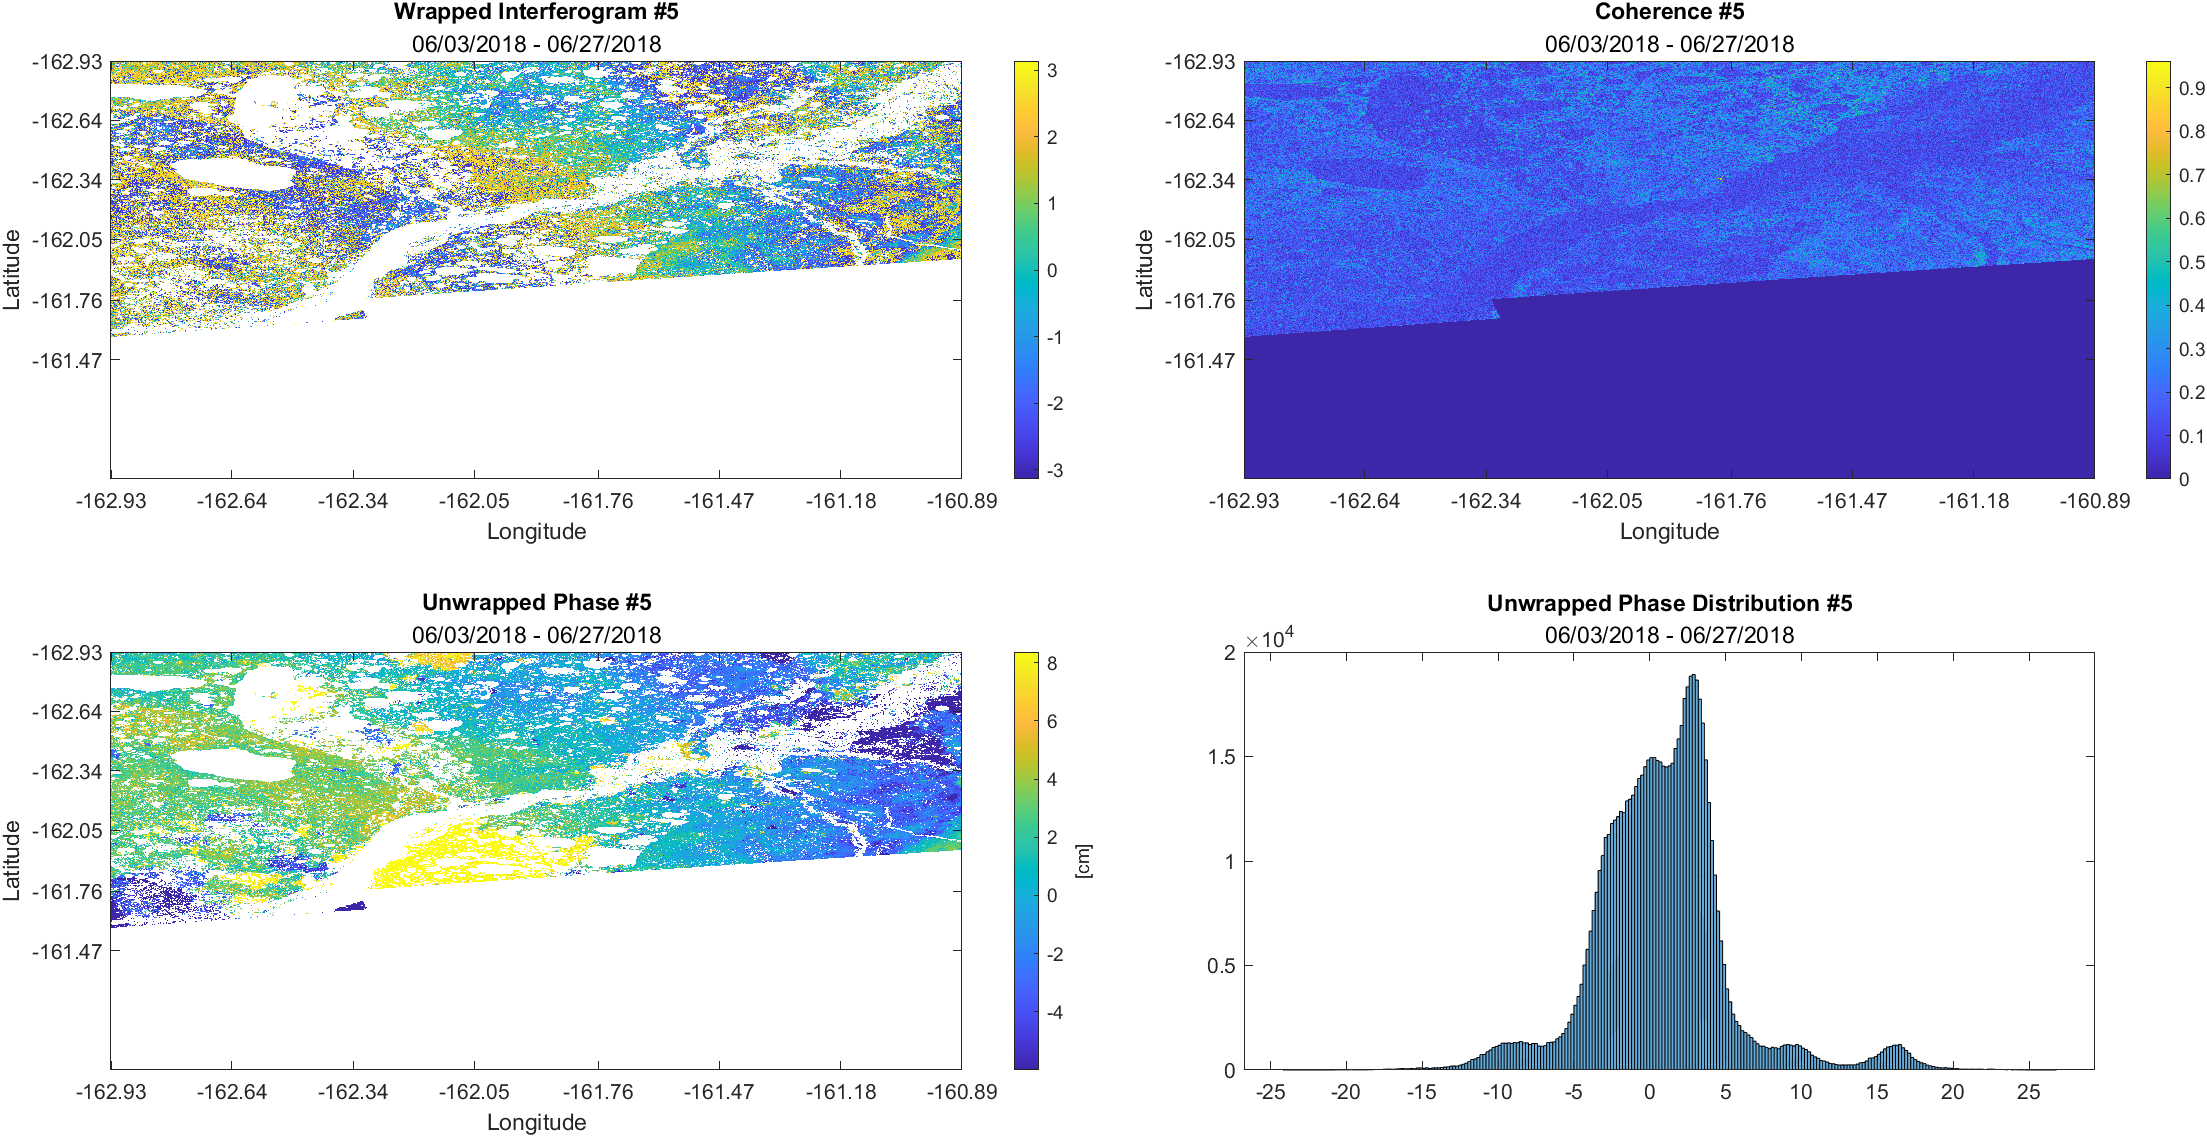 Wrapped Interferogram #5
06/03/2018 - 06/27/2018
-162.93
-162.64
-162.34
-162.05
-161.76
-161.47
Latitude
-162.93 -162.64 -162.34 -162.05 -161.76 -161.47 -161.18 -160.89
Longitude
3
2
1
0
-1
-2
-3
Coherence #5
06/03/2018 - 06/27/2018
-162.93
-162.64
-162.34
-162.05
-161.76
-161.47
Latitude
-162.93 -162.64 -162.34 -162.05 -161.76 -161.47 -161.18 -160.89
Longitude
0.9
0.8
0.7
0.6
0.5
0.4
0.3
0.2
0.1
0
Unwrapped Phase #5
06/03/2018 - 06/27/2018
-162.93
-162.64
-162.34
-162.05
-161.76
-161.47
Latitude
-162.93 -162.64 -162.34 -162.05 -161.76 -161.47 -161.18 -160.89
Longitude
8
6
4
2
0
-2
-4
[cm]
Unwrapped Phase Distribution #5
06/03/2018 - 06/27/2018
×10⁴
2
1.5
1
0.5
0
-25 -20 -15 -10 -5 0 5 10 15 20 25